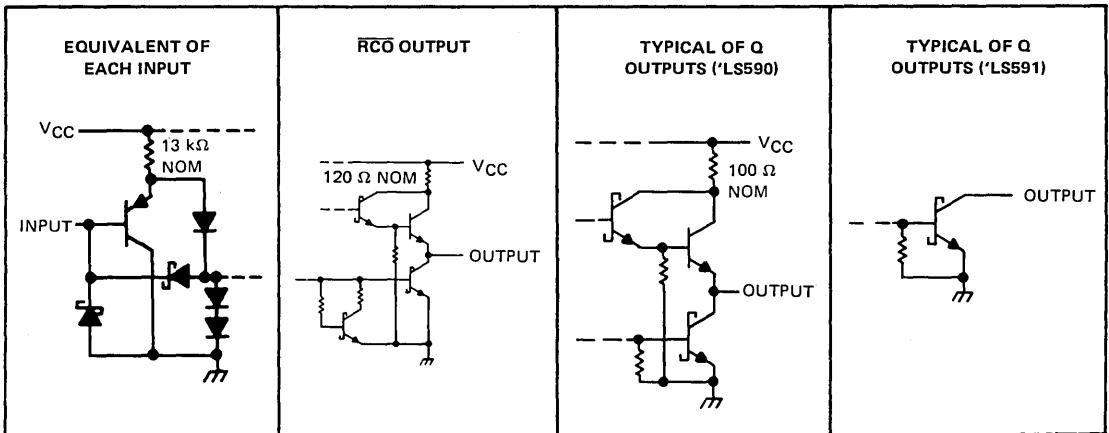 EQUIVALENT OF
EACH INPUT
VCC
13 kΩ
NOM
INPUT
RCO OUTPUT
VCC
120 Ω NOM
OUTPUT
TYPICAL OF Q
OUTPUTS ('LS590)
VCC
100 Ω
NOM
OUTPUT
TYPICAL OF Q
OUTPUTS ('LS591)
OUTPUT